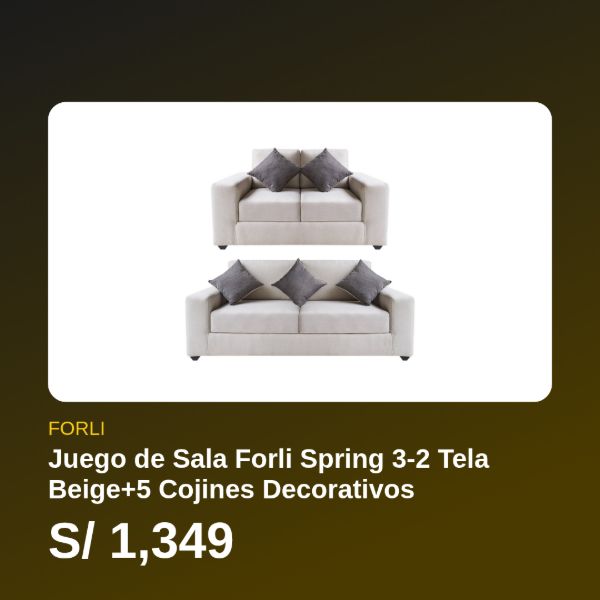 FORLI
Juego de Sala Forli Spring 3-2 Tela
Beige+5 Cojines Decorativos
S/ 1,349